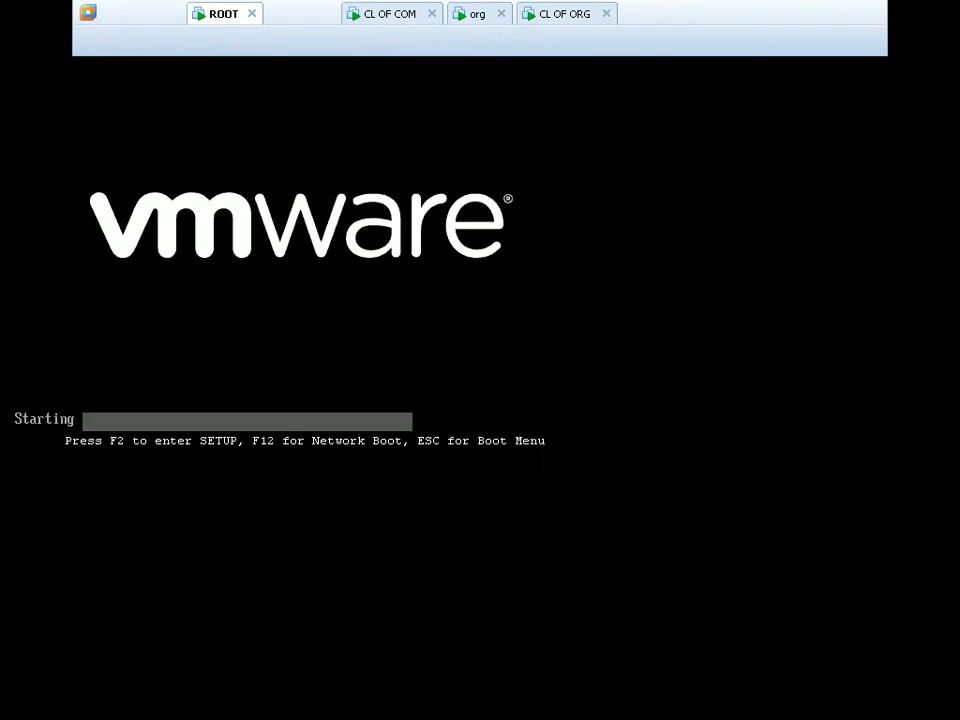 ROOT CL OF COM org CL OF ORG
vmware®
Starting
Press F2 to enter SETUP, F12 for Network Boot, ESC for Boot Menu